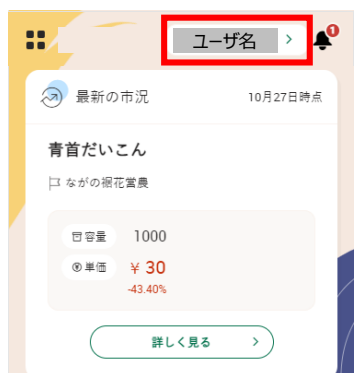 ユーザ名
0
最新の市況 10月27日時点
青首だいこん
ながの裾花営農
容量 1000
単価 ¥ 30
-43.40%
詳しく見る